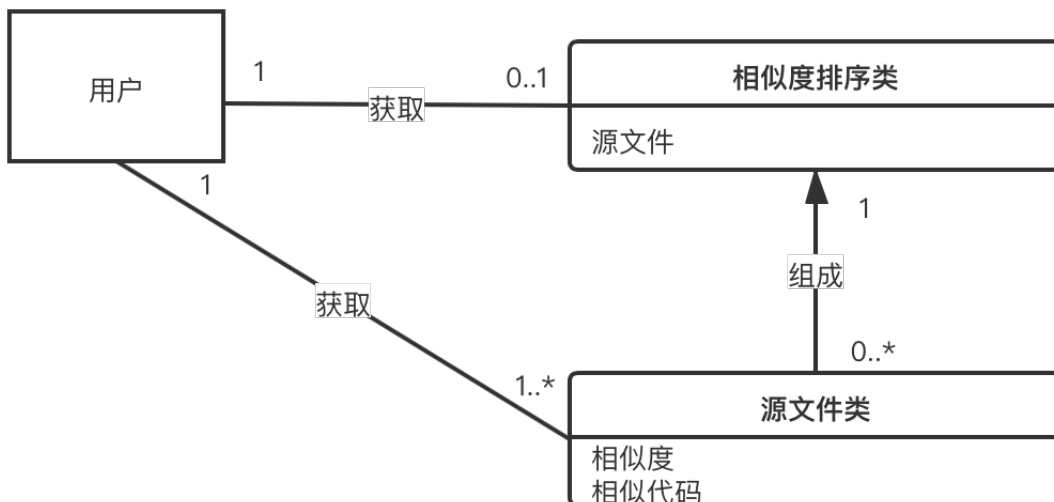 用户
1
获取
0..1
相似度排序类
源文件
1
1
组成
获取
0..*
1..*
源文件类
相似度
相似代码